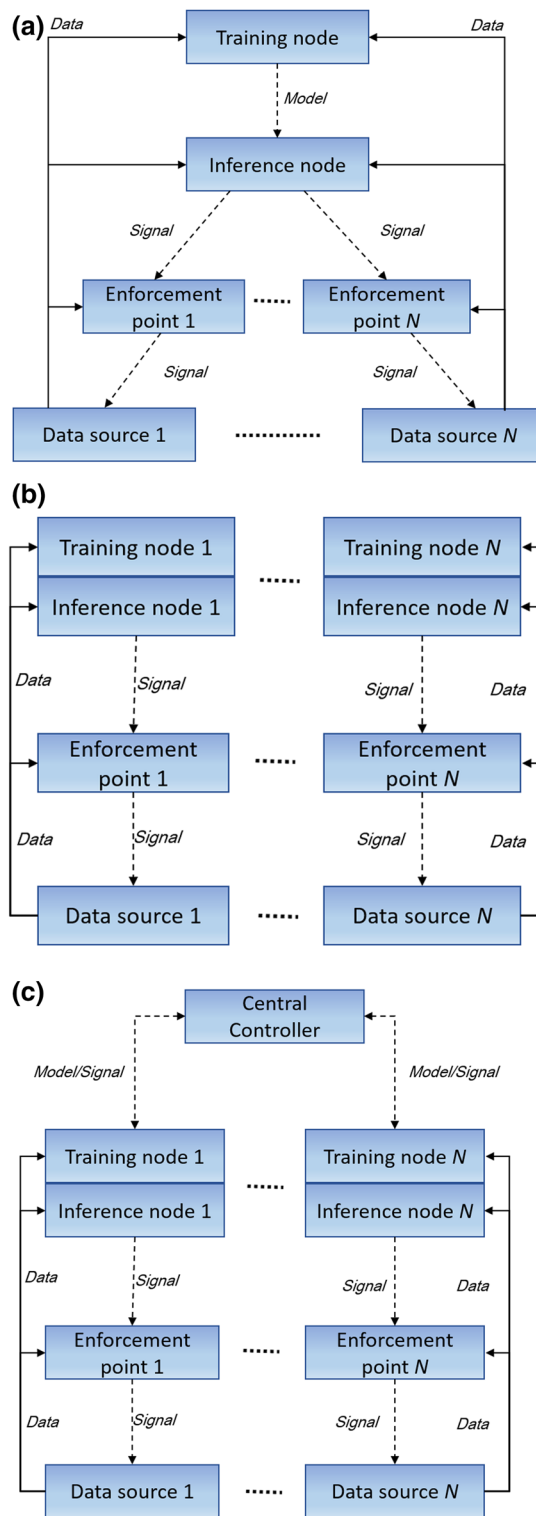 (a)
Data
Data
Training node
Model
Inference node
Signal
Signal
Enforcement
point 1
Enforcement
point N
Signal
Signal
Data source 1
Data source N
(b)
Training node 1
Training node N
Inference node 1
Inference node N
Data
Signal
Signal
Data
Enforcement
point 1
Enforcement
point N
Data
Signal
Signal
Data
Data source 1
Data source N
(c)
Central
Controller
Model/Signal
Model/Signal
Training node 1
Training node N
Inference node 1
Inference node N
Data
Signal
Signal
Data
Enforcement
point 1
Enforcement
point N
Data
Signal
Signal
Data
Data source 1
Data source N